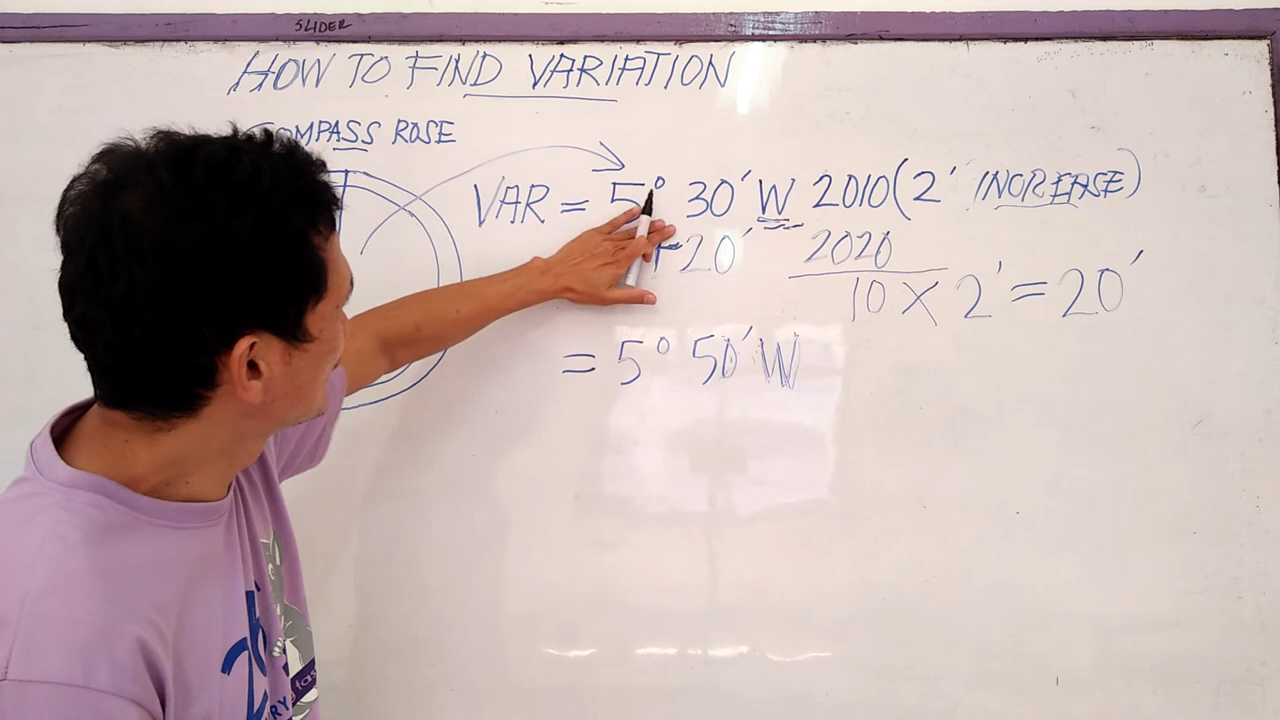 SLIDER
HOW TO FIND VARIATION
COMPASS ROSE
VAR = 5° 30' W 2010 (2' INCREASE)
+20' 2020
10 X 2' = 20'
= 5° 50' W
26